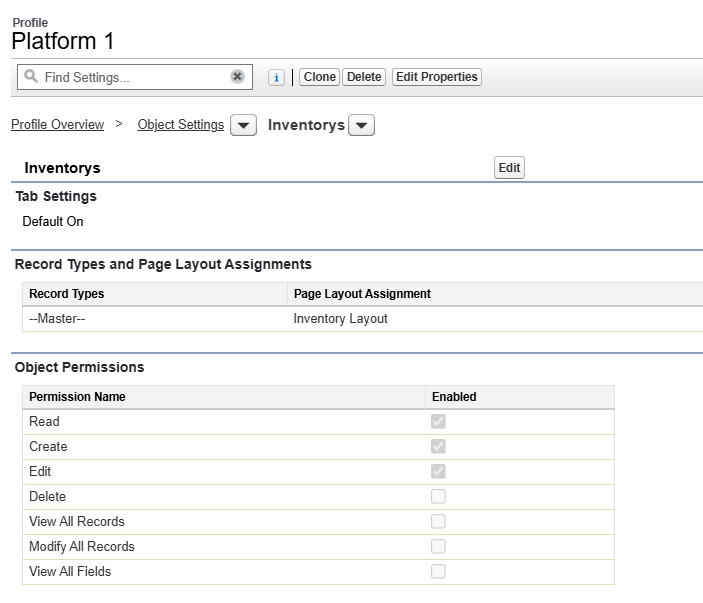 Profile
Platform 1
Find Settings...
i
Clone
Delete
Edit Properties
Profile Overview > Object Settings Inventorys
Inventorys
Edit
Tab Settings
Default On
Record Types and Page Layout Assignments
Record Types Page Layout Assignment
--Master-- Inventory Layout
Object Permissions
Permission Name Enabled
Read
Create
Edit
Delete
View All Records
Modify All Records
View All Fields